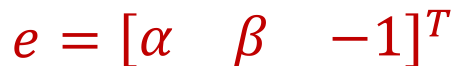 e = [α β −1]ᵀ